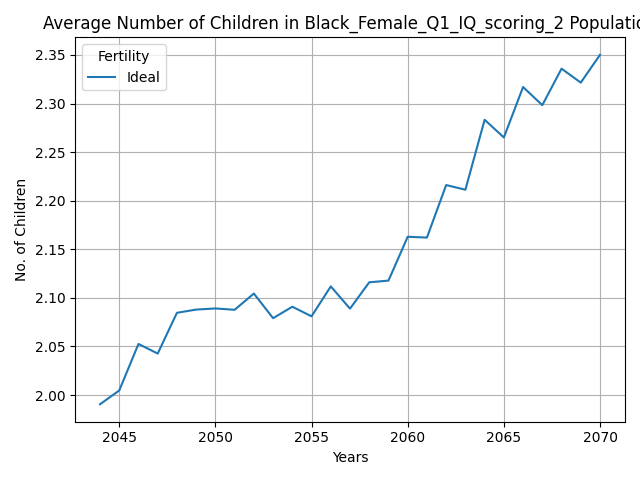 Average Number of Children in Black_Female_Q1_IQ_scoring_2 Populatio
Fertility
Ideal
2.35
2.30
2.25
2.20
2.15
2.10
2.05
2.00
No. of Children
2045
2050
2055
2060
2065
2070
Years